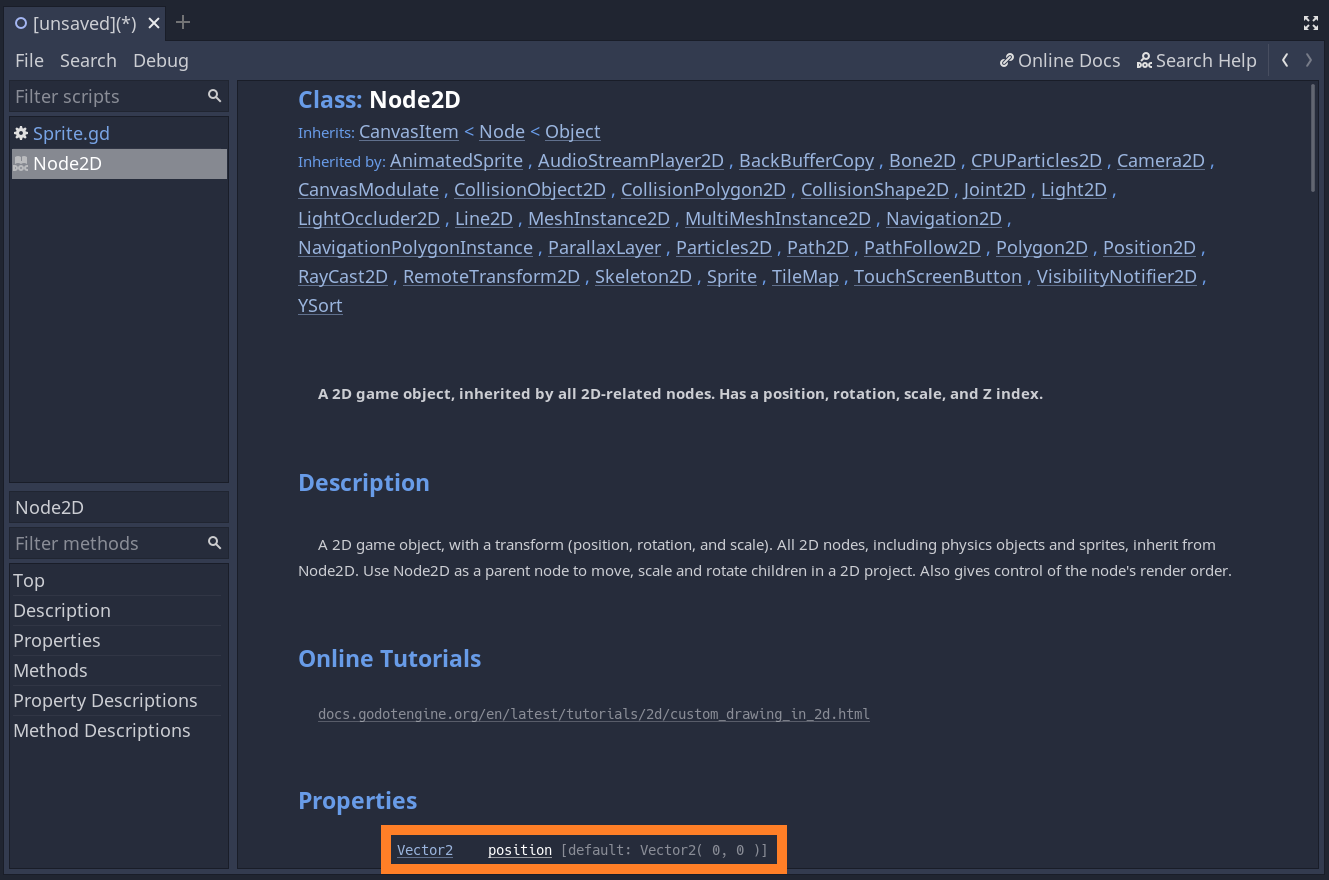 [unsaved](*)
File Search Debug Online Docs Search Help
Filter scripts
Sprite.gd
Node2D
Node2D
Filter methods
Top
Description
Properties
Methods
Property Descriptions
Method Descriptions
Class: Node2D
Inherits: CanvasItem < Node < Object
Inherited by: AnimatedSprite , AudioStreamPlayer2D , BackBufferCopy , Bone2D , CPUParticles2D , Camera2D ,
CanvasModulate , CollisionObject2D , CollisionPolygon2D , CollisionShape2D , Joint2D , Light2D ,
LightOccluder2D , Line2D , MeshInstance2D , MultiMeshInstance2D , Navigation2D ,
NavigationPolygonInstance , ParallaxLayer , Particles2D , Path2D , PathFollow2D , Polygon2D , Position2D ,
RayCast2D , RemoteTransform2D , Skeleton2D , Sprite , TileMap , TouchScreenButton , VisibilityNotifier2D ,
YSort
A 2D game object, inherited by all 2D-related nodes. Has a position, rotation, scale, and Z index.
Description
A 2D game object, with a transform (position, rotation, and scale). All 2D nodes, including physics objects and sprites, inherit from
Node2D. Use Node2D as a parent node to move, scale and rotate children in a 2D project. Also gives control of the node's render order.
Online Tutorials
docs.godotengine.org/en/latest/tutorials/2d/custom_drawing_in_2d.html
Properties
Vector2 position [default: Vector2( 0, 0 )]